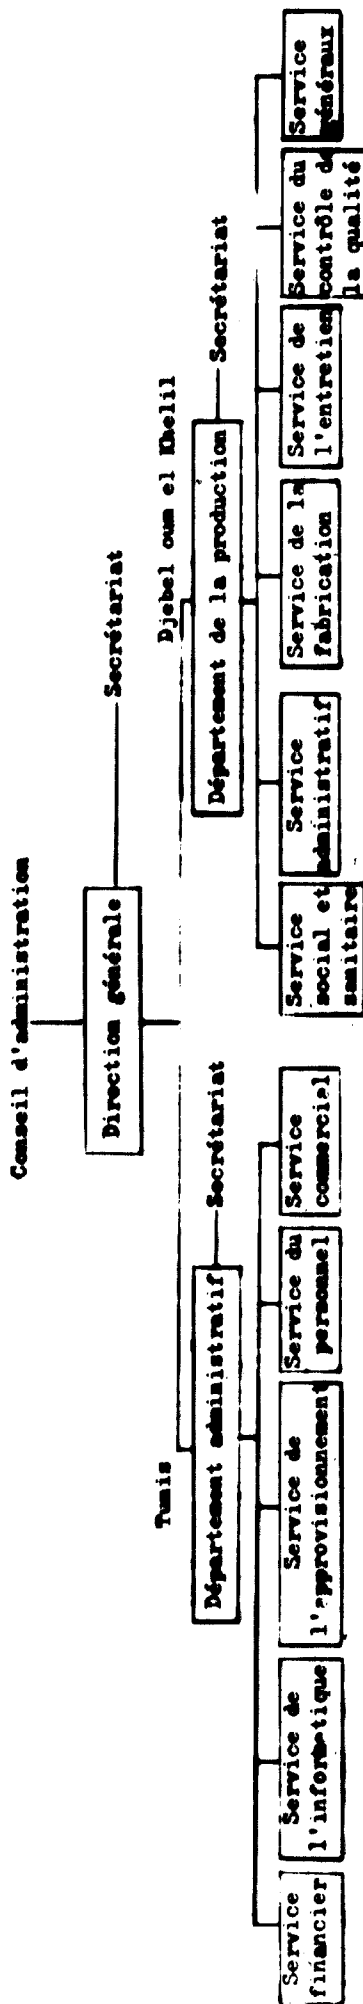 Conseil d'administration
Direction générale
Secrétariat
Tunis
Djebel oum el Khelil
Département administratif
Secrétariat
Département de la production
Secrétariat
Service
financier
Service de
l'informatique
Service de
l'approvisionnement
Service du
personnel
Service
commercial
Service
social et
sanitaire
Service
administratif
Service de la
fabrication
Service de
l'entretien
Service du
contrôle de
la qualité
Service
généraux